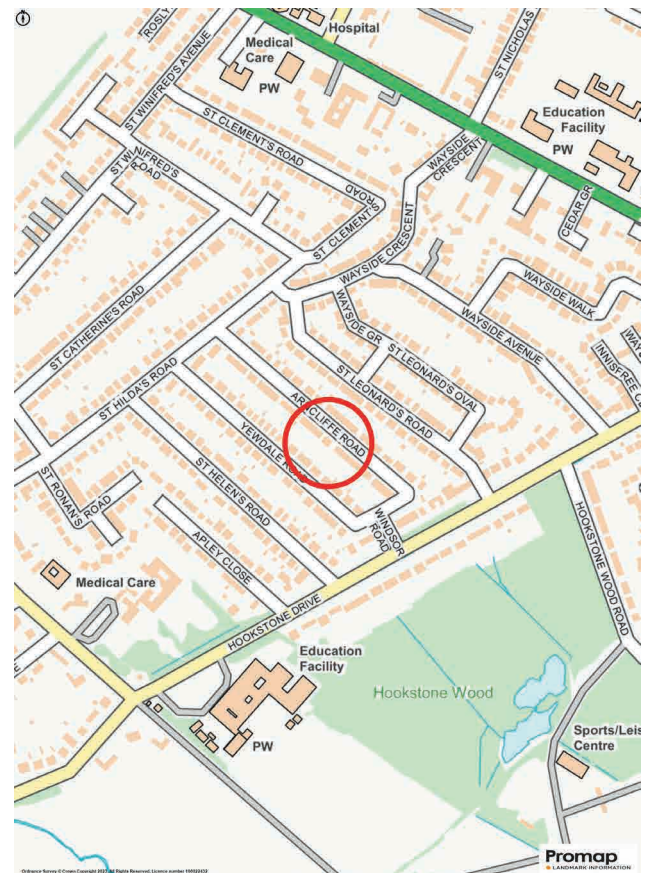 ROSLY
Hospital
Medical
Care
PW
ST WINIFRED'S AVENUE
ST NICHOLAS
Education
Facility
PW
ST CLEMENT'S ROAD
WAYSIDE
CRESCENT
ST WINIFRED'S
ROAD
ST CLEMENT'S
ROAD
CEDAR GR
WAYSIDE CRESCENT
WAYSIDE WALK
ST CATHERINE'S ROAD
WAYSIDE GR
WAYSIDE AVENUE
ST LEONARD'S OVAL
INNISFREE C
ST HILDA'S ROAD
ST LEONARD'S ROAD
ARNCLIFFE ROAD
YEWDALE ROAD
ST HELEN'S ROAD
ST RONAN'S
ROAD
WINDSOR
ROAD
HOOKSTONE WOOD ROAD
APLEY CLOSE
Medical Care
HOOKSTONE DRIVE
Education
Facility
PW
Hookstone Wood
Sports/Leis
Centre
Promap
LANDMARK INFORMATION